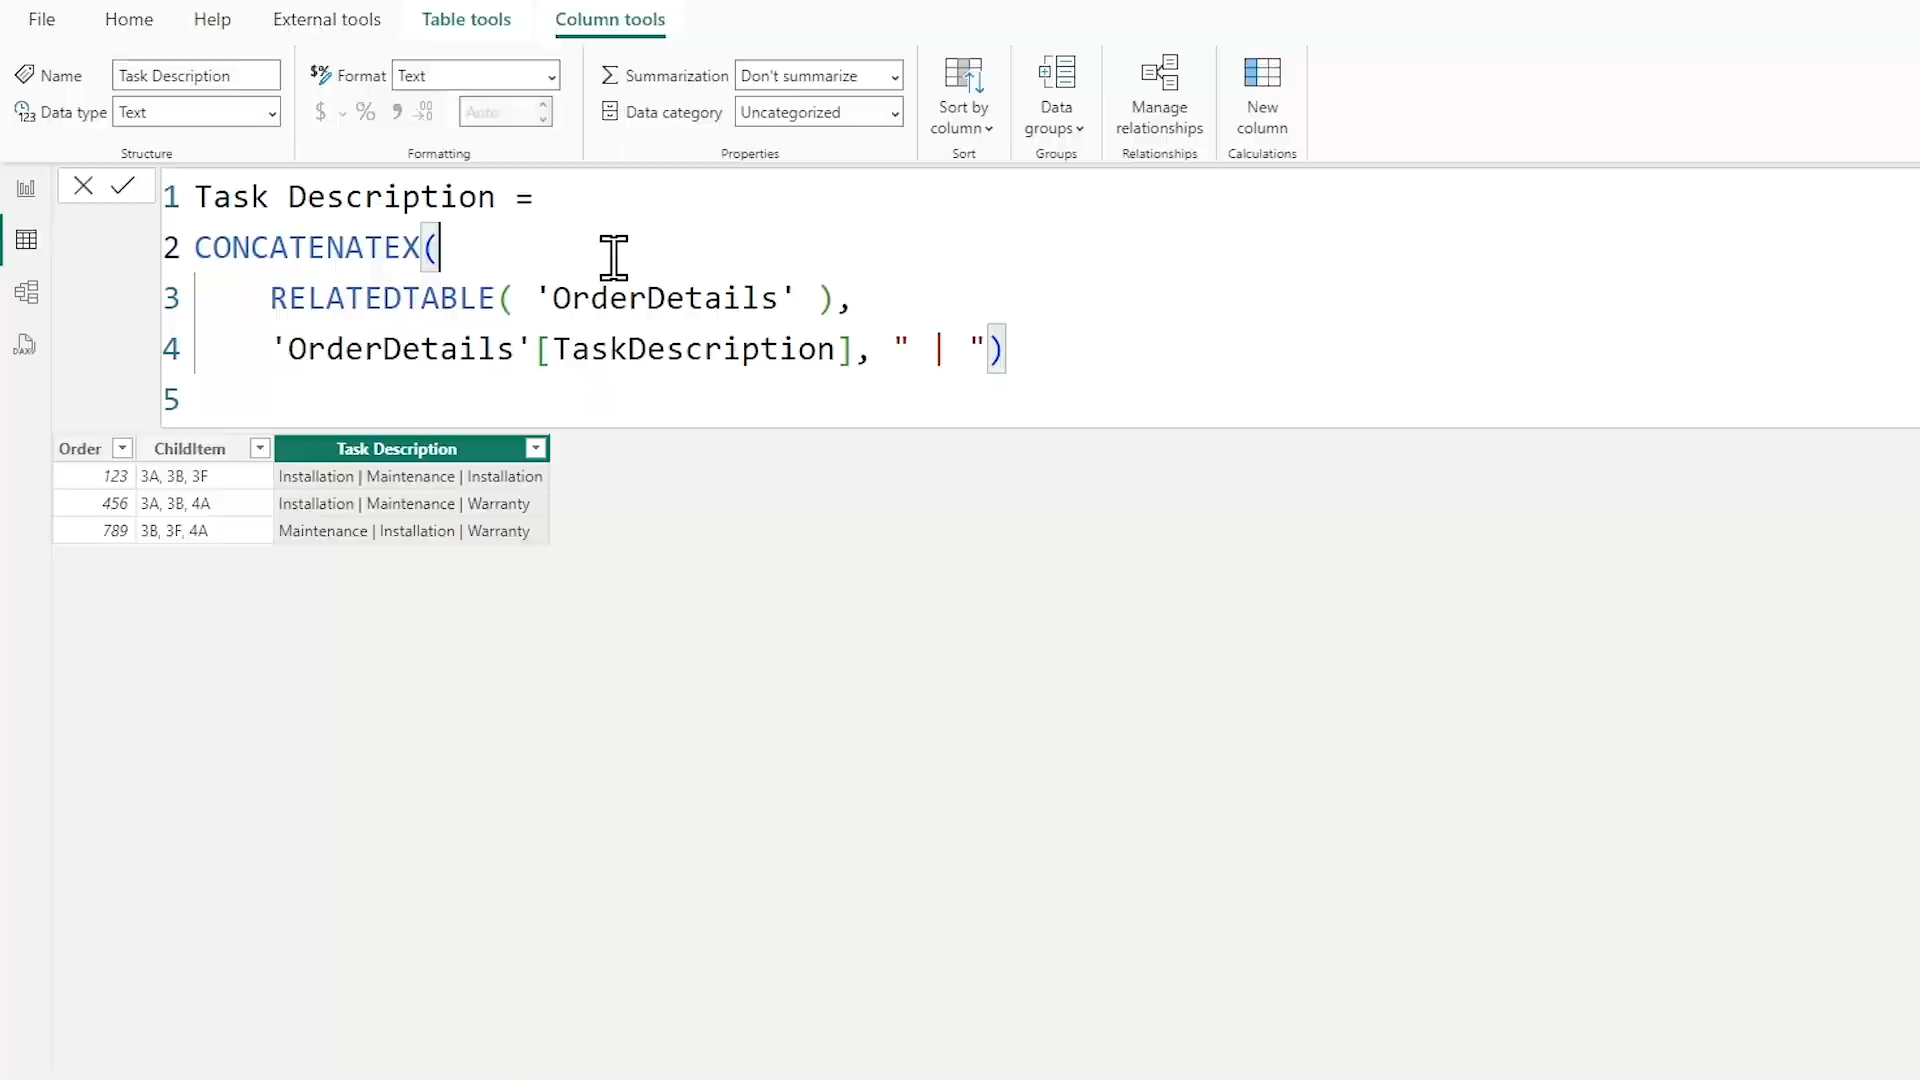 File Home Help External tools Table tools Column tools
Name Task Description $% Format Text Summarization Don't summarize
Data type Text $ % 9 .00 Auto Data category Uncategorized
Sort by column Data groups Manage relationships New column
Structure Formatting Properties Sort Groups Relationships Calculations
1 Task Description =
2 CONCATENATEX(
3 RELATEDTABLE( 'OrderDetails' ),
4 'OrderDetails'[TaskDescription], " | ")
5
Order ChildItem Task Description
123 3A, 3B, 3F Installation | Maintenance | Installation
456 3A, 3B, 4A Installation | Maintenance | Warranty
789 3B, 3F, 4A Maintenance | Installation | Warranty